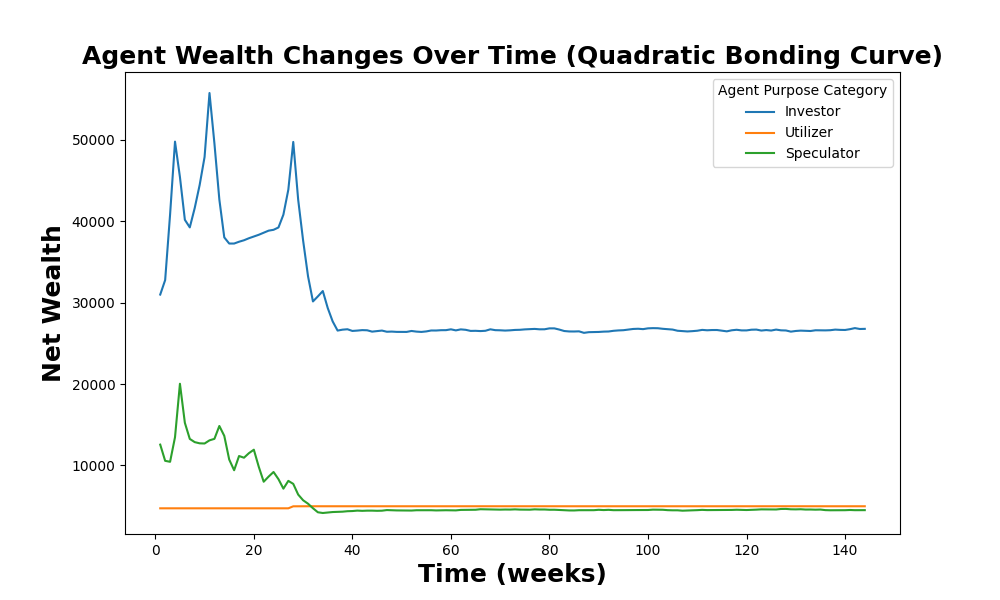 Agent Wealth Changes Over Time (Quadratic Bonding Curve)
Agent Purpose Category
Investor
Utilizer
Speculator
Net Wealth
50000
40000
30000
20000
10000
0
20
40
60
80
100
120
140
Time (weeks)